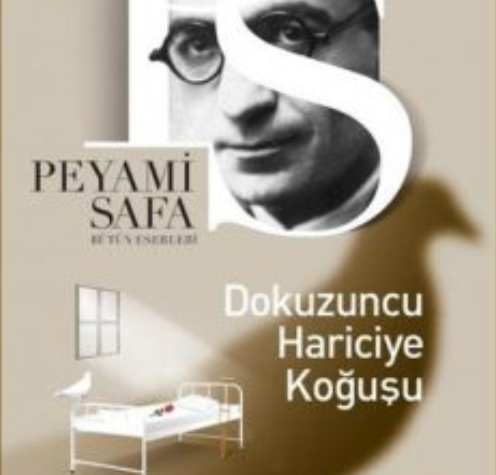 PEYAMİ
SAFA
BÜTÜN ESERLERİ
Dokuzuncu
Hariciye
Koğuşu